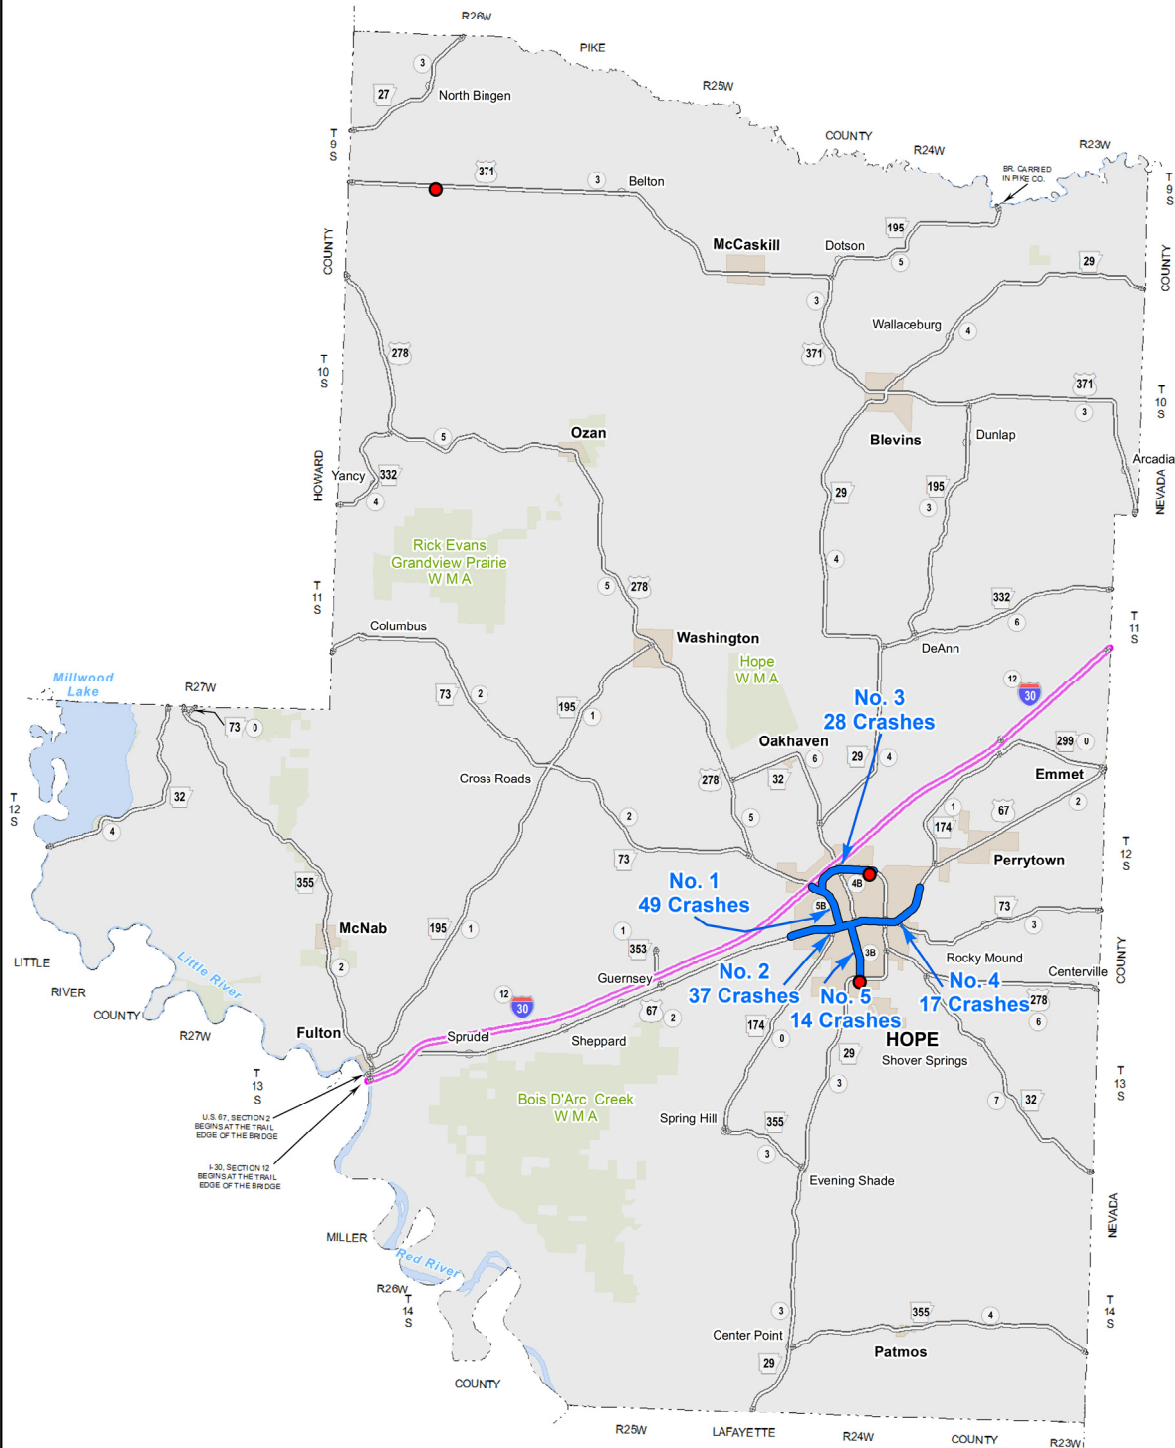 R26W
PIKE
3
27
North Bingen
R25W
COUNTY
R24W
R23W
T
9
S
BR. CARRIED
IN PIKE CO.
T
9
S
371
3
Belton
195
McCaskill
Dotson
5
29
COUNTY
COUNTY
3
Wallaceburg
4
278
371
T
10
S
371
3
T
10
S
5
Ozan
Blevins
Dunlap
Arcadia
HOWARD
Yancy
332
4
29
195
3
NEVADA
Rick Evans
Grandview Prairie
W M A
4
5
278
332
6
T
11
S
T
11
S
Columbus
Washington
DeAnn
Hope
W M A
Millwood
Lake
R27W
73
2
12
30
73
0
195
1
No. 3
28 Crashes
Oakhaven
6
29
4
299
0
Cross Roads
278
32
Emmet
T
12
S
32
4
2
5
1
67
2
174
73
Perrytown
T
12
S
355
No. 1
49 Crashes
4B
5B
73
3
McNab
195
1
1
353
3B
Rocky Mound
LITTLE
Little River
2
Guernsey
No. 2
37 Crashes
No. 4
17 Crashes
Centerville
COUNTY
RIVER
12
30
No. 5
14 Crashes
278
6
COUNTY
R27W
67
2
174
0
Fulton
Sprudel
Sheppard
HOPE
Shover Springs
29
T
13
S
3
T
13
S
Bois D'Arc Creek
W M A
7
32
U.S. 67, SECTION 2
BEGINS AT THE TRAIL
EDGE OF THE BRIDGE
Spring Hill
355
3
I-30, SECTION 12
BEGINS AT THE TRAIL
EDGE OF THE BRIDGE
Evening Shade
NEVADA
MILLER
Red River
R26W
T
14
S
T
14
S
3
355
4
Center Point
Patmos
29
COUNTY
R25W
LAFAYETTE
R24W
COUNTY
R23W